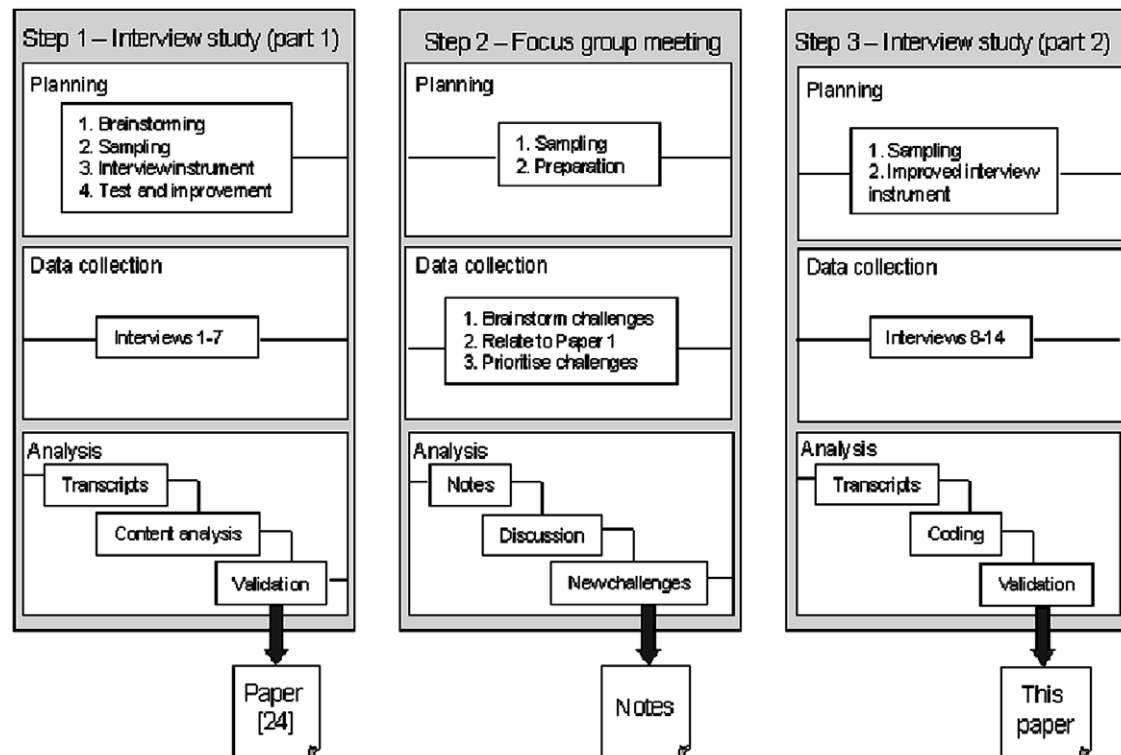 Step 1 – Interview study (part 1)
Planning
1. Brainstorming
2. Sampling
3. Interview instrument
4. Test and improvement
Data collection
Interviews 1-7
Analysis
Transcripts
Content analysis
Validation
Paper
[24]
Step 2 – Focus group meeting
Planning
1. Sampling
2. Preparation
Data collection
1. Brainstorm challenges
2. Relate to Paper 1
3. Prioritise challenges
Analysis
Notes
Discussion
New challenges
Notes
Step 3 – Interview study (part 2)
Planning
1. Sampling
2. Improved interview
instrument
Data collection
Interviews 8-14
Analysis
Transcripts
Coding
Validation
This
paper